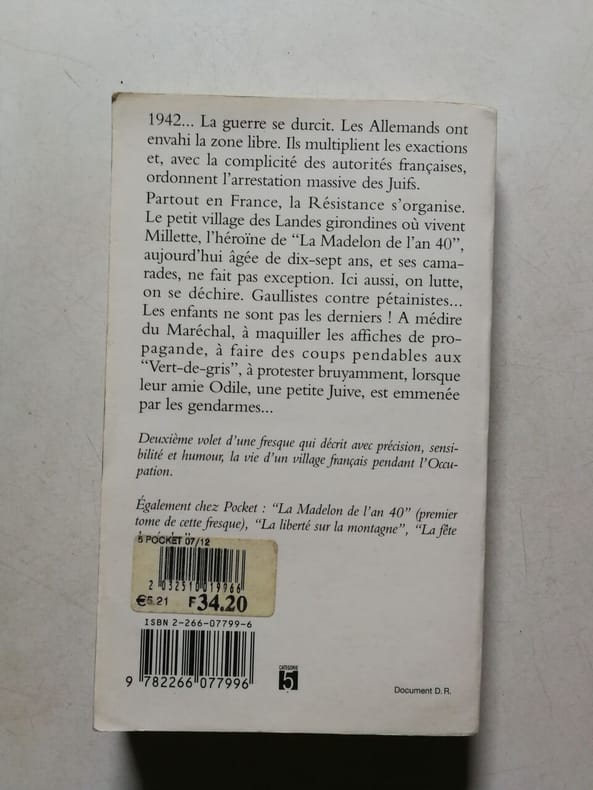 1942... La guerre se durcit. Les Allemands ont
envahi la zone libre. Ils multiplient les exactions
et, avec la complicité des autorités françaises,
ordonnent l'arrestation massive des Juifs.
Partout en France, la Résistance s'organise.
Le petit village des Landes girondines où vivent
Millette, l'héroïne de "La Madelon de l'an 40",
aujourd'hui âgée de dix-sept ans, et ses cama-
rades, ne fait pas exception. Ici aussi, on lutte,
on se déchire. Gaullistes contre pétainistes...
Les enfants ne sont pas les derniers ! A médire
du Maréchal, à maquiller les affiches de pro-
pagande, à faire des coups pendables aux
"Vert-de-gris", à protester bruyamment, lorsque
leur amie Odile, une petite Juive, est emmenée
par les gendarmes...
Deuxième volet d'une fresque qui décrit avec précision, sensi-
bilité et humour, la vie d'un village français pendant l'Occu-
pation.
Également chez Pocket : "La Madelon de l'an 40" (premier
tome de cette fresque), "La liberté sur la montagne", "La fête
5 POCKET 07/12
2 032510 019966
€5.21 F34.20
ISBN 2-266-07799-6
9 782266 077996
CATEGORIE
5
Document D. R.